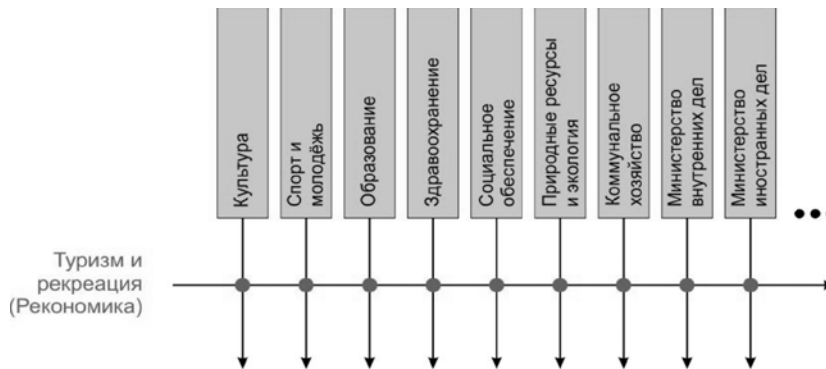 Культура
Спорт и
молодёжь
Образование
Здравоохранение
Социальное
обеспечение
Природные ресурсы
и экология
Коммунальное
хозяйство
Министерство
внутренних дел
Министерство
иностранных дел
Туризм и
рекреация
(Рекономика)